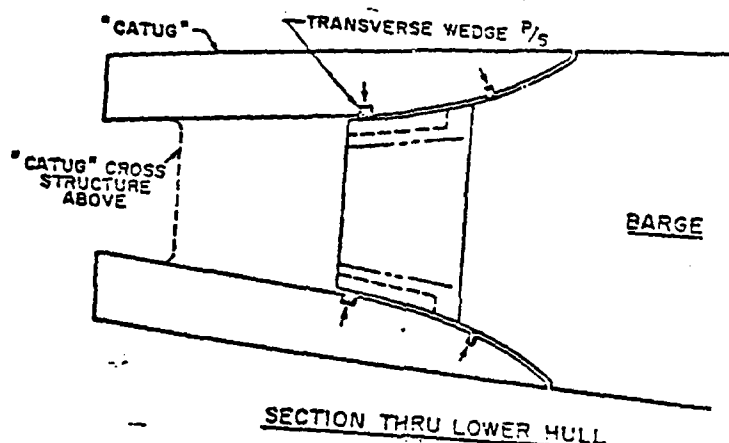 "CATUG"
TRANSVERSE WEDGE P/S
"CATUG" CROSS
STRUCTURE
ABOVE
BARGE
SECTION THRU LOWER HULL